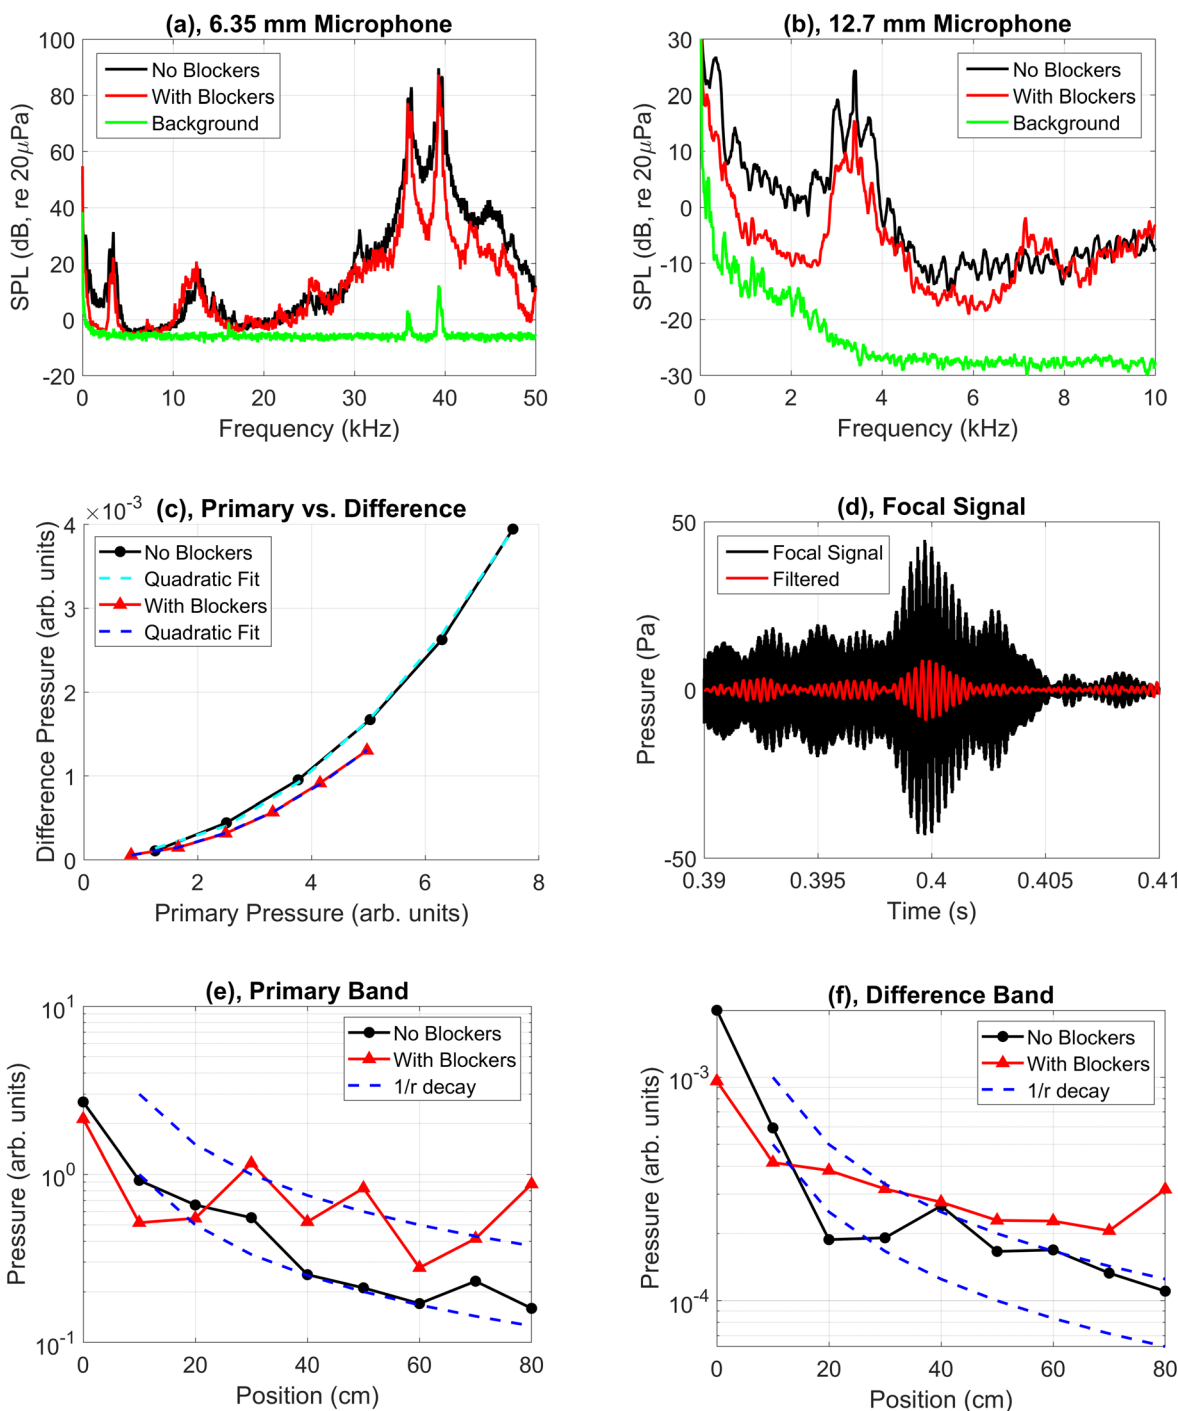 (a), 6.35 mm Microphone
100
80
60
40
20
0
-20
SPL (dB, re 20μPa)
No Blockers
With Blockers
Background
0
10
20
30
40
50
Frequency (kHz)
(b), 12.7 mm Microphone
30
20
10
0
-10
-20
-30
SPL (dB, re 20μPa)
No Blockers
With Blockers
Background
0
2
4
6
8
10
Frequency (kHz)
(c), Primary vs. Difference
×10⁻³
4
3
2
1
0
Difference Pressure (arb. units)
No Blockers
Quadratic Fit
With Blockers
Quadratic Fit
0
2
4
6
8
Primary Pressure (arb. units)
(d), Focal Signal
50
0
-50
Pressure (Pa)
Focal Signal
Filtered
0.39
0.395
0.4
0.405
0.41
Time (s)
(e), Primary Band
10¹
10⁰
10⁻¹
Pressure (arb. units)
No Blockers
With Blockers
1/r decay
0
20
40
60
80
Position (cm)
(f), Difference Band
10⁻³
10⁻⁴
Pressure (arb. units)
No Blockers
With Blockers
1/r decay
0
20
40
60
80
Position (cm)